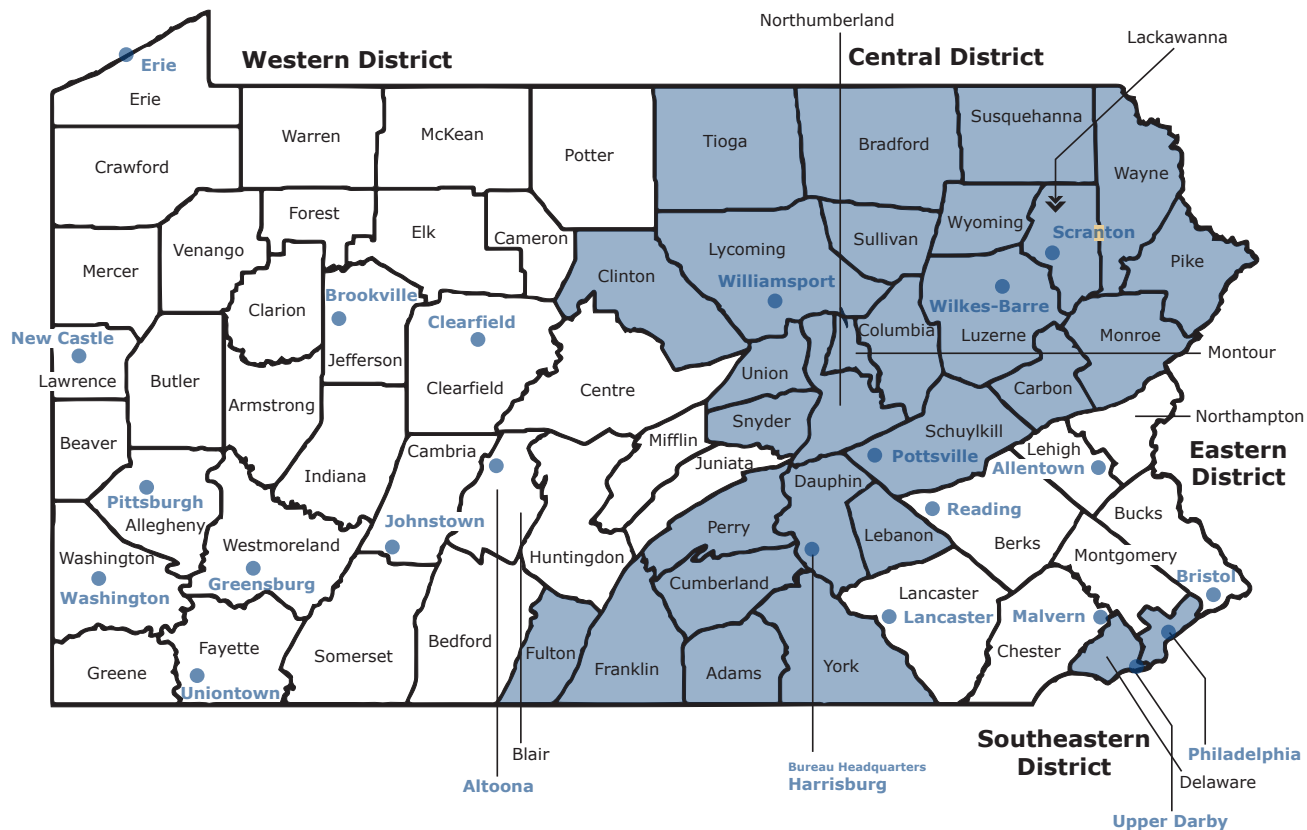 Northumberland
Lackawanna
Western District
Central District
Erie
Erie
Warren
McKean
Potter
Tioga
Bradford
Susquehanna
Crawford
Wayne
Forest
Elk
Cameron
Wyoming
Scranton
Venango
Mercer
Lycoming
Sullivan
Clinton
Pike
Williamsport
Wilkes-Barre
Brookville
Clarion
Clearfield
New Castle
Columbia
Luzerne
Monroe
Montour
Jefferson
Lawrence
Butler
Clearfield
Centre
Union
Carbon
Armstrong
Northampton
Snyder
Schuylkill
Beaver
Mifflin
Cambria
Lehigh
Eastern
District
Juniata
Pottsville
Allentown
Indiana
Dauphin
Pittsburgh
Allegheny
Johnstown
Perry
Reading
Bucks
Lebanon
Berks
Westmoreland
Washington
Huntingdon
Montgomery
Greensburg
Cumberland
Bristol
Washington
Lancaster
Lancaster
Malvern
Bedford
Fayette
Somerset
Fulton
Franklin
Adams
York
Chester
Greene
Uniontown
Southeastern
District
Blair
Philadelphia
Bureau Headquarters
Harrisburg
Delaware
Altoona
Upper Darby